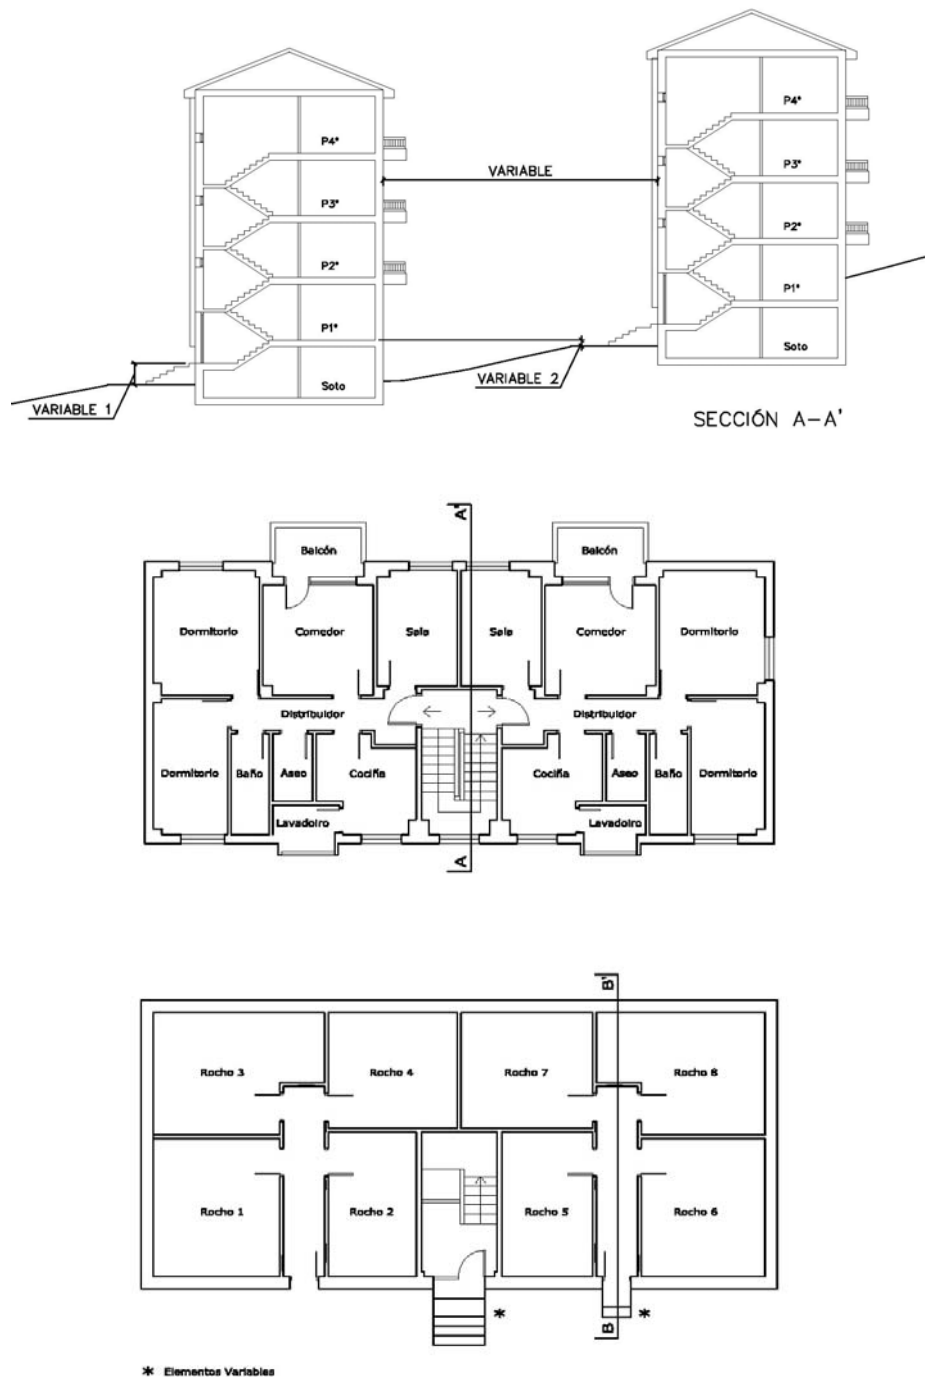 P4ª
P4ª
VARIABLE
P3ª
P3ª
P2ª
P2ª
P1ª
P1ª
Soto
Soto
VARIABLE 2
VARIABLE 1
SECCIÓN A-A'
A'
Balcón
Balcón
Dormitorio
Comedor
Sala
Sala
Comedor
Dormitorio
Distribuidor
Distribuidor
Dormitorio
Baño
Aseo
Cociña
Cociña
Aseo
Baño
Dormitorio
Lavadoiro
Lavadoiro
A
B'
Rocho 3
Rocho 4
Rocho 7
Rocho 8
Rocho 1
Rocho 2
Rocho 5
Rocho 6
*
*
B
* Elementos Variables